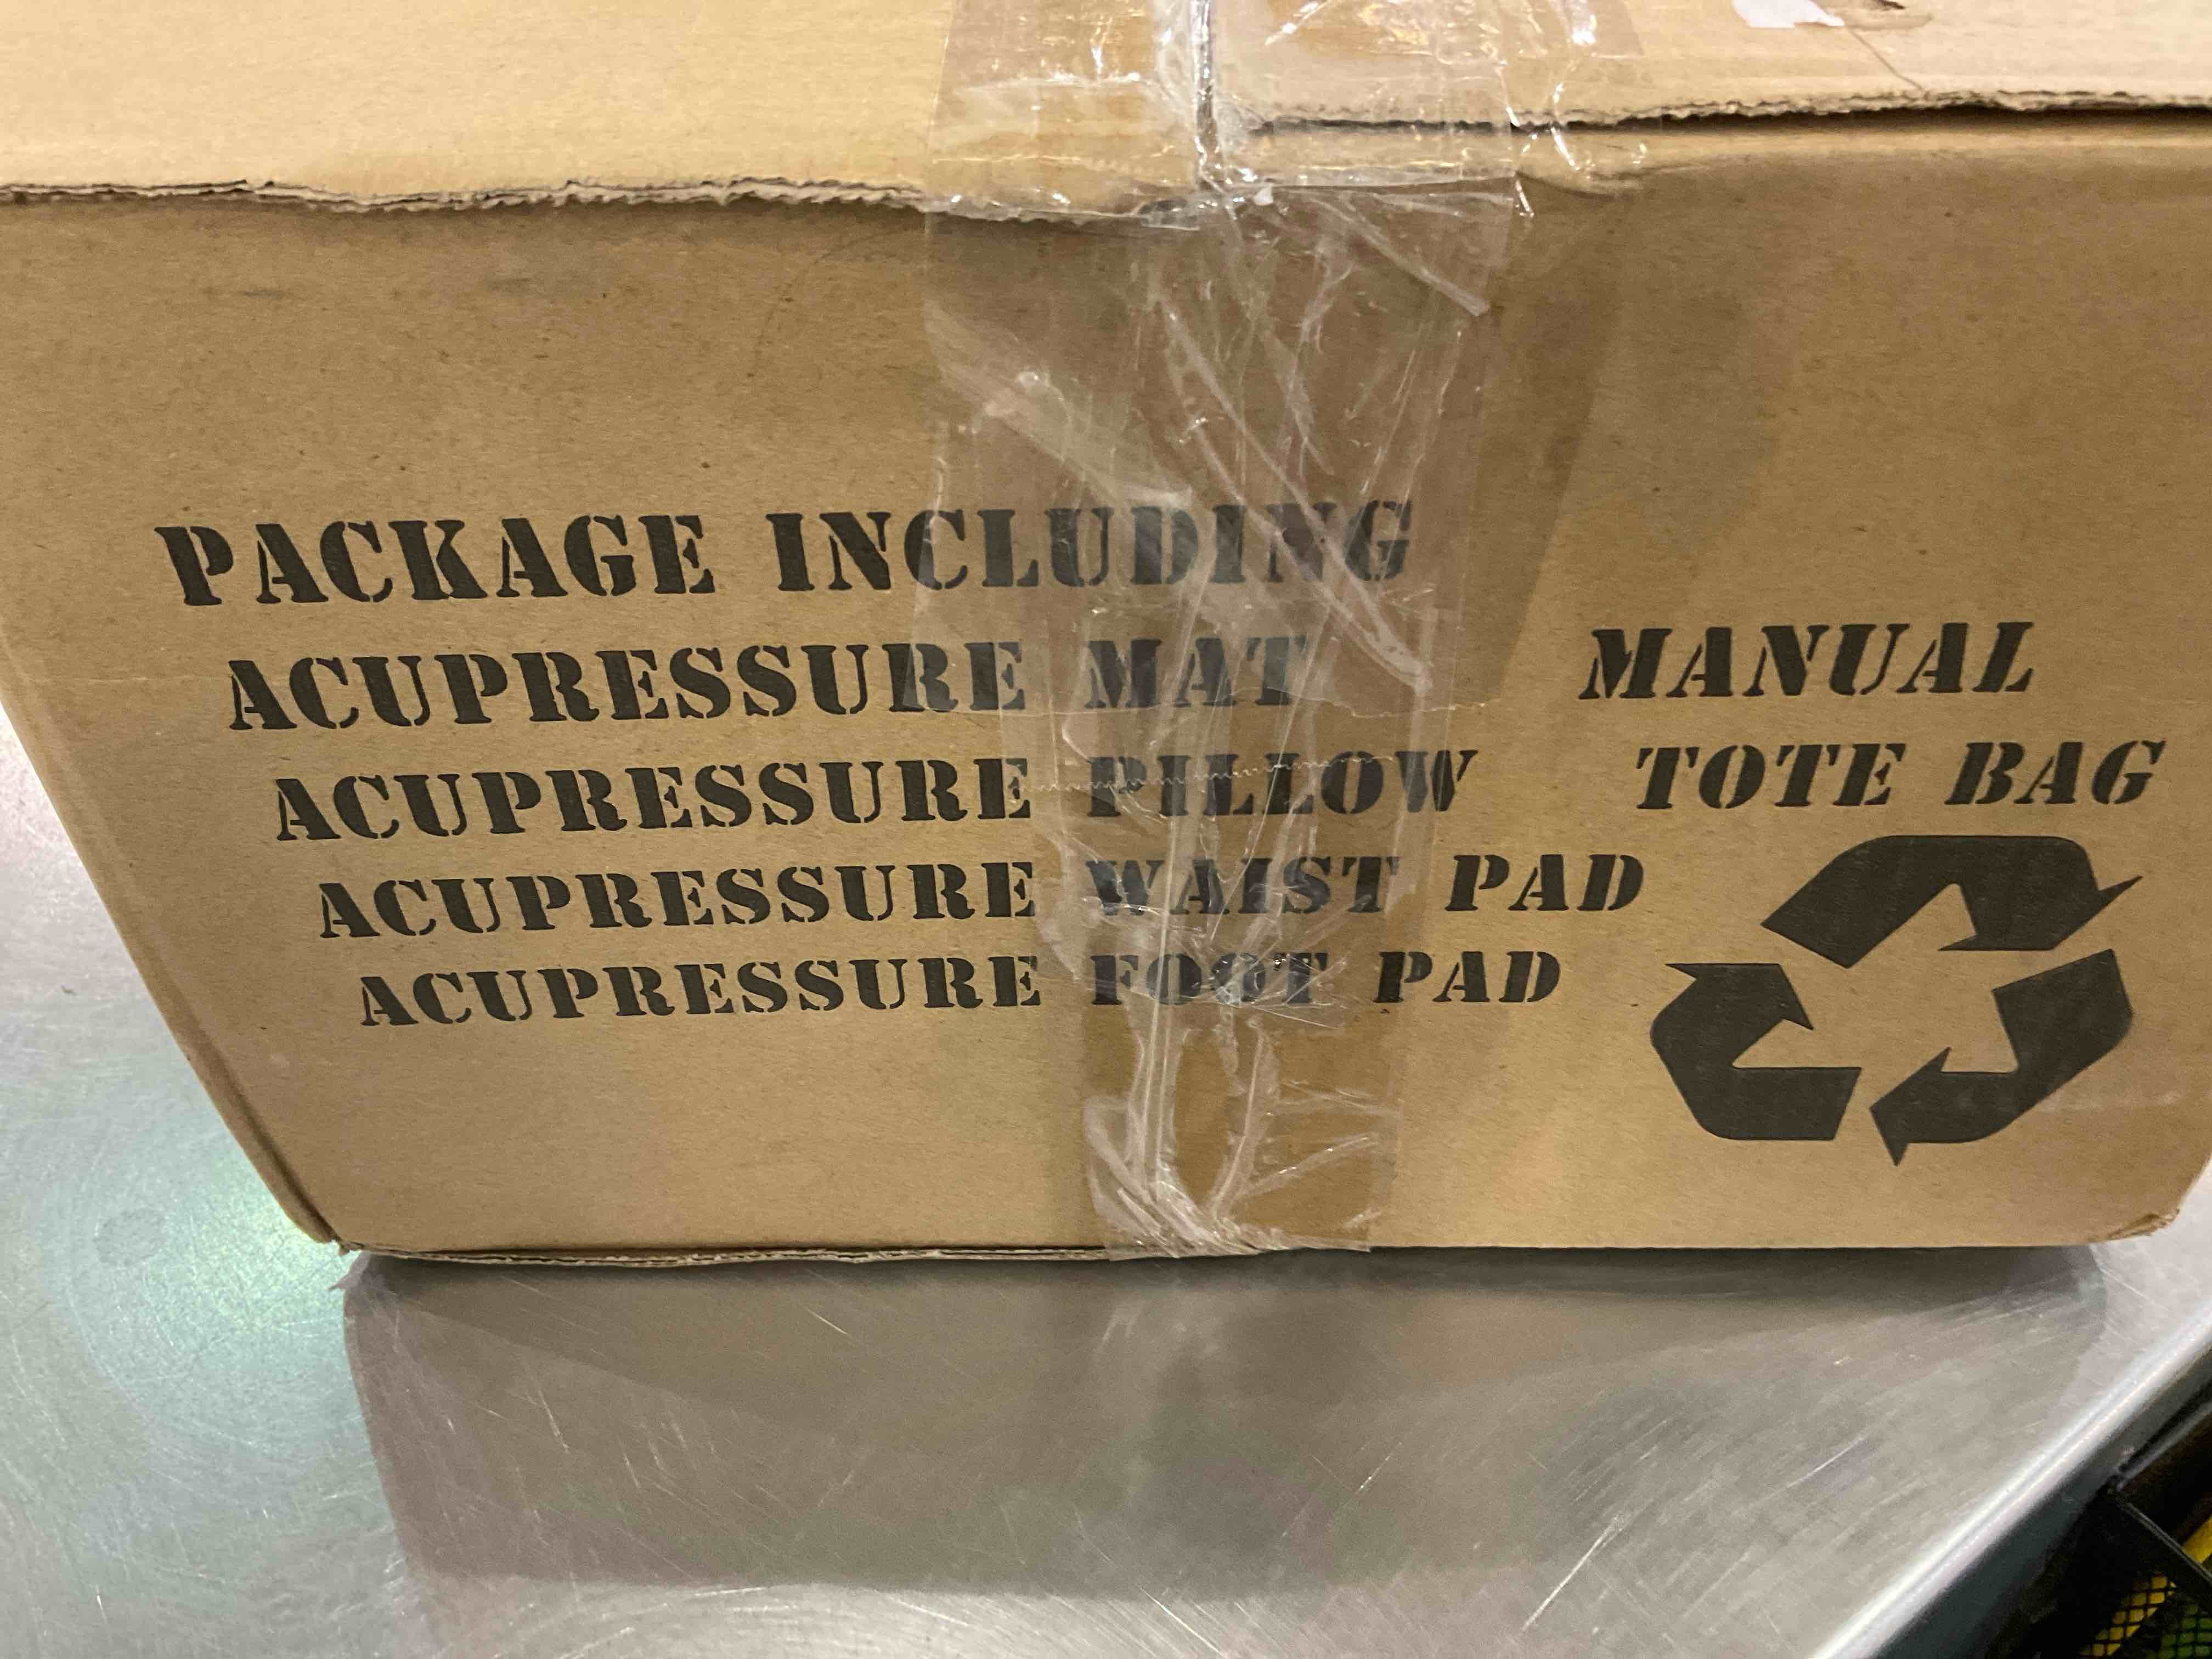 PACKAGE INCLUDING
ACUPRESSURE MAT
ACUPRESSURE PILLOW
ACUPRESSURE WAIST PAD
ACUPRESSURE FOOT PAD
MANUAL
TOTE BAG